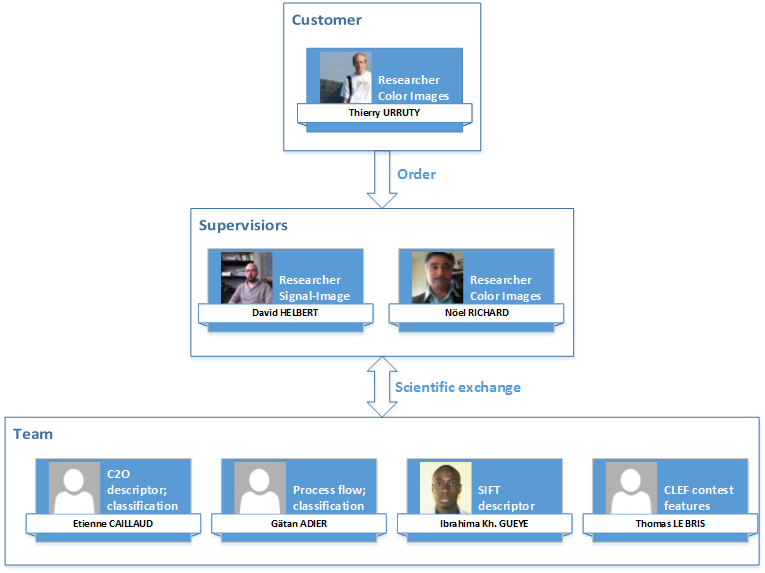 Customer
Researcher
Color Images
Thierry URRUTY
Order
Supervisiors
Researcher
Signal-Image
David HELBERT
Researcher
Color Images
Nöel RICHARD
Scientific exchange
Team
C2O
descriptor;
classification
Etienne CAILLAUD
Process flow;
classification
Gätan ADIER
SIFT
descriptor
Ibrahima Kh. GUEYE
CLEF contest
features
Thomas LE BRIS